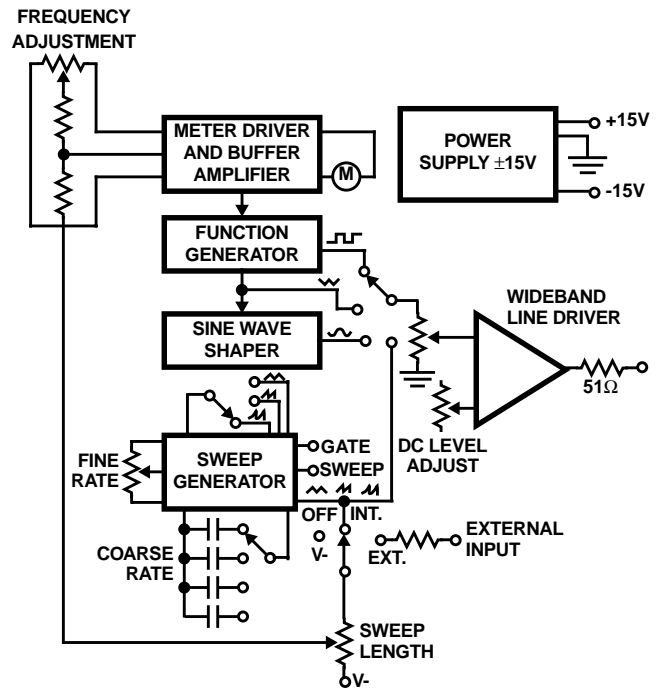 FREQUENCY
ADJUSTMENT
METER DRIVER
AND BUFFER
AMPLIFIER
M
POWER
SUPPLY ±15V
+15V
-15V
FUNCTION
GENERATOR
SINE WAVE
SHAPER
WIDEBAND
LINE DRIVER
51Ω
DC LEVEL
ADJUST
FINE
RATE
SWEEP
GENERATOR
GATE
SWEEP
OFF
INT.
V-
EXT.
EXTERNAL
INPUT
COARSE
RATE
SWEEP
LENGTH
V-